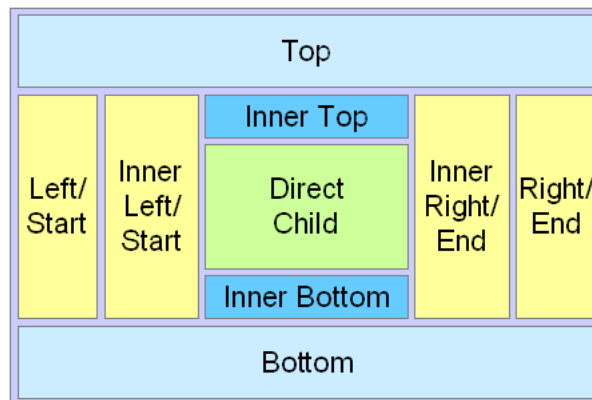 Top
Left/
Start
Inner
Left/
Start
Inner Top
Direct
Child
Inner Bottom
Inner
Right/
End
Right/
End
Bottom